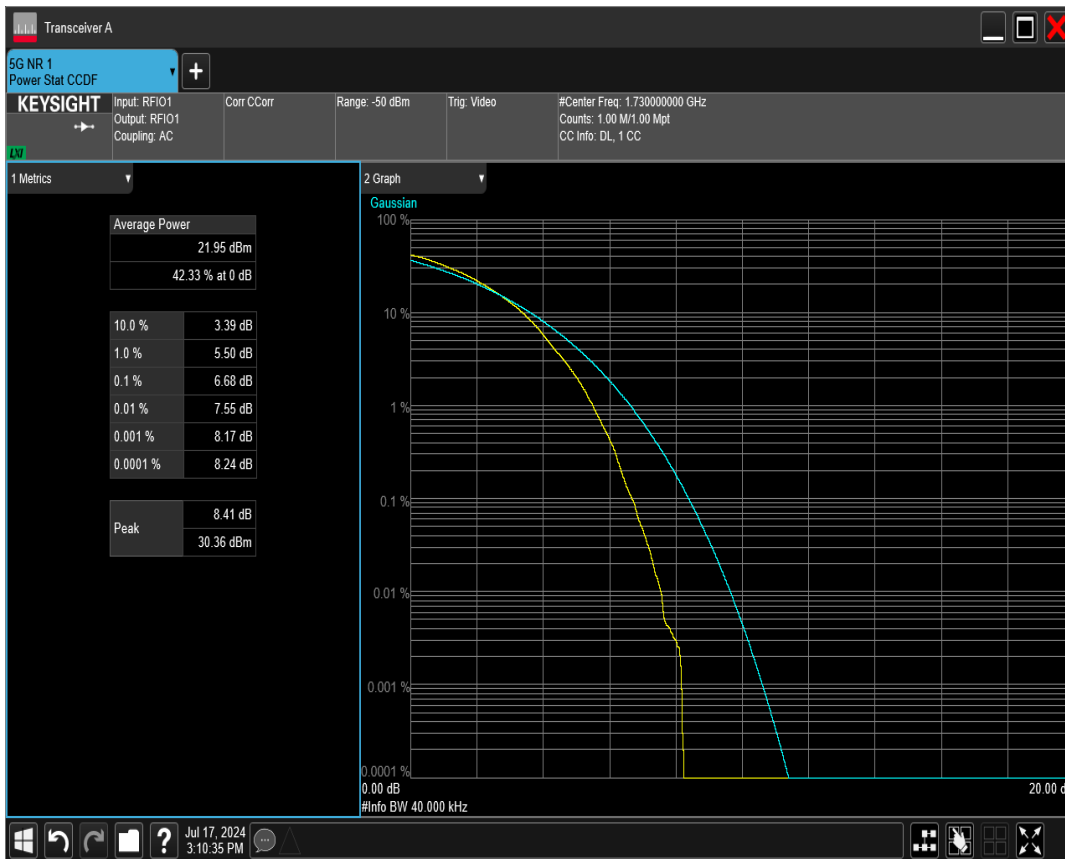 Transceiver A
5G NR 1
Power Stat CCDF
KEYSIGHT
LXI
Input: RFIO1
Output: RFIO1
Coupling: AC
Corr CCorr
Range: -50 dBm
Trig: Video
#Center Freq: 1.730000000 GHz
Counts: 1.00 M/1.00 Mpt
CC Info: DL, 1 CC
1 Metrics
Average Power
21.95 dBm
42.33 % at 0 dB
10.0 % 3.39 dB
1.0 % 5.50 dB
0.1 % 6.68 dB
0.01 % 7.55 dB
0.001 % 8.17 dB
0.0001 % 8.24 dB
Peak 8.41 dB
30.36 dBm
2 Graph
Gaussian
100 %
10 %
1 %
0.1 %
0.01 %
0.001 %
0.0001 %
0.00 dB
20.00 d
#Info BW 40.000 kHz
Jul 17, 2024
3:10:35 PM